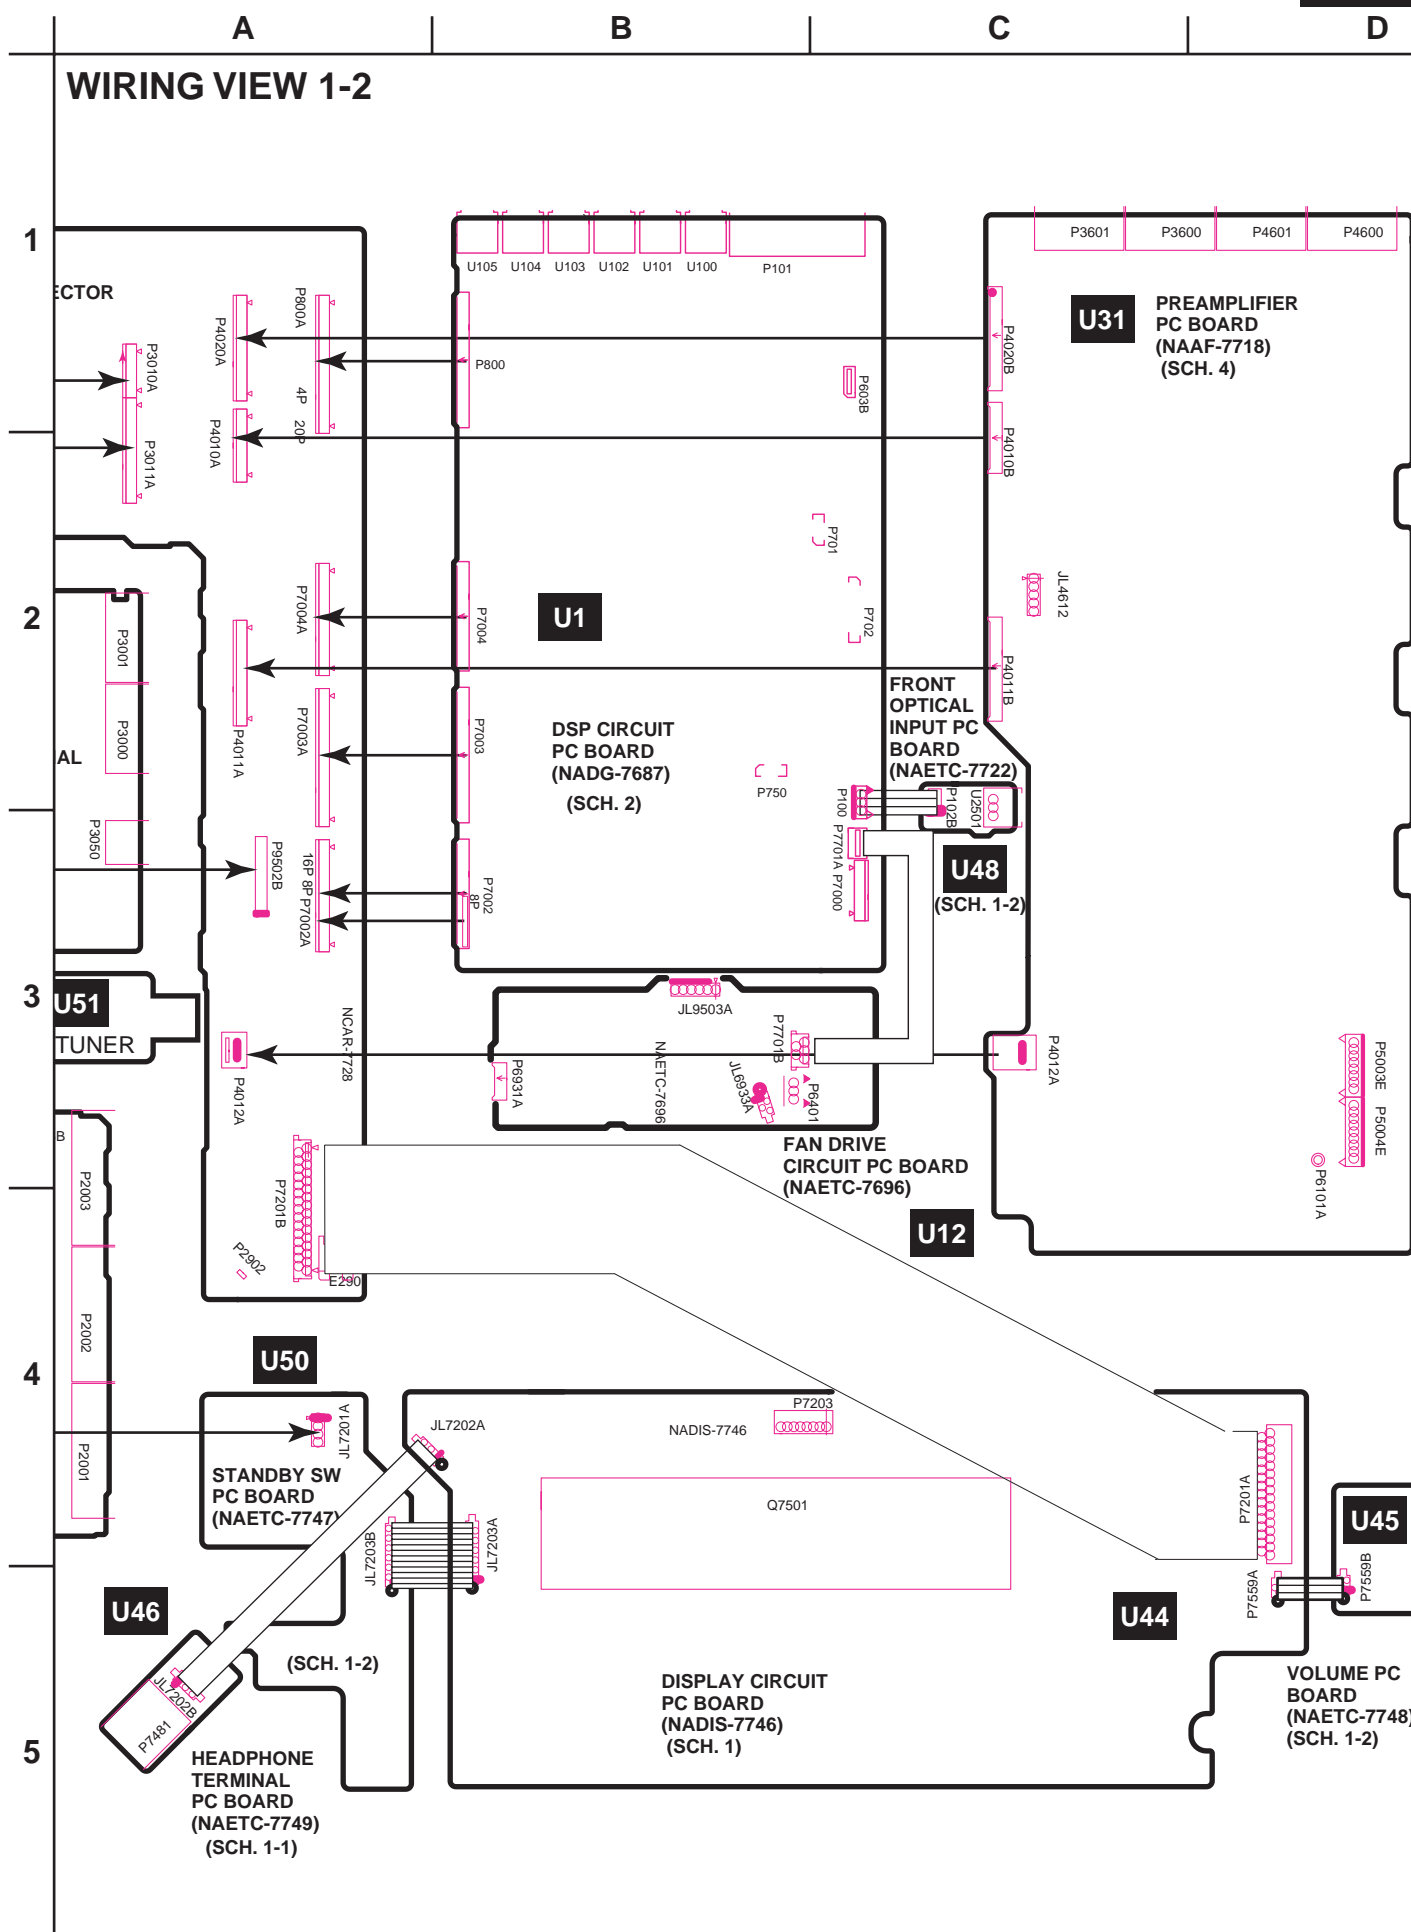 A
B
C
D
WIRING VIEW 1-2
1
2
3
4
5
ECTOR
P3010A
P3011A
P4020A
P800A
4P
20P
P4010A
U105
U104
U103
U102
U101
U100
P101
P800
P603B
P701
P702
P3601
P3600
P4601
P4600
P4020B
P4010B
U31
PREAMPLIFIER
PC BOARD
(NAAF-7718)
(SCH. 4)
JL4612
P3001
P3000
AL
P3050
P7004A
P4011A
P7003A
P7004
P7003
U1
DSP CIRCUIT
PC BOARD
(NADG-7687)
(SCH. 2)
P750
P4011B
FRONT
OPTICAL
INPUT PC
BOARD
(NAETC-7722)
P100
P102B
U2501
P7701A
P7000
U48
(SCH. 1-2)
P9502B
16P 8P
P7002A
P7002
8P
U51
TUNER
P4012A
NCAR-7728
JL9503A
P6931A
NAETC-7696
P7701B
JL6933A
P6401
P4012A
P5003E
P5004E
P6101A
FAN DRIVE
CIRCUIT PC BOARD
(NAETC-7696)
U12
B
P2003
P2002
P2001
P7201B
P2902
E290
U50
JL7201A
STANDBY SW
PC BOARD
(NAETC-7747)
JL7202A
P7203
NADIS-7746
Q7501
JL7203B
JL7203A
P7201A
U45
P7559A
P7559B
U46
JL7202B
P7481
(SCH. 1-2)
U44
DISPLAY CIRCUIT
PC BOARD
(NADIS-7746)
(SCH. 1)
VOLUME PC
BOARD
(NAETC-7748)
(SCH. 1-2)
HEADPHONE
TERMINAL
PC BOARD
(NAETC-7749)
(SCH. 1-1)